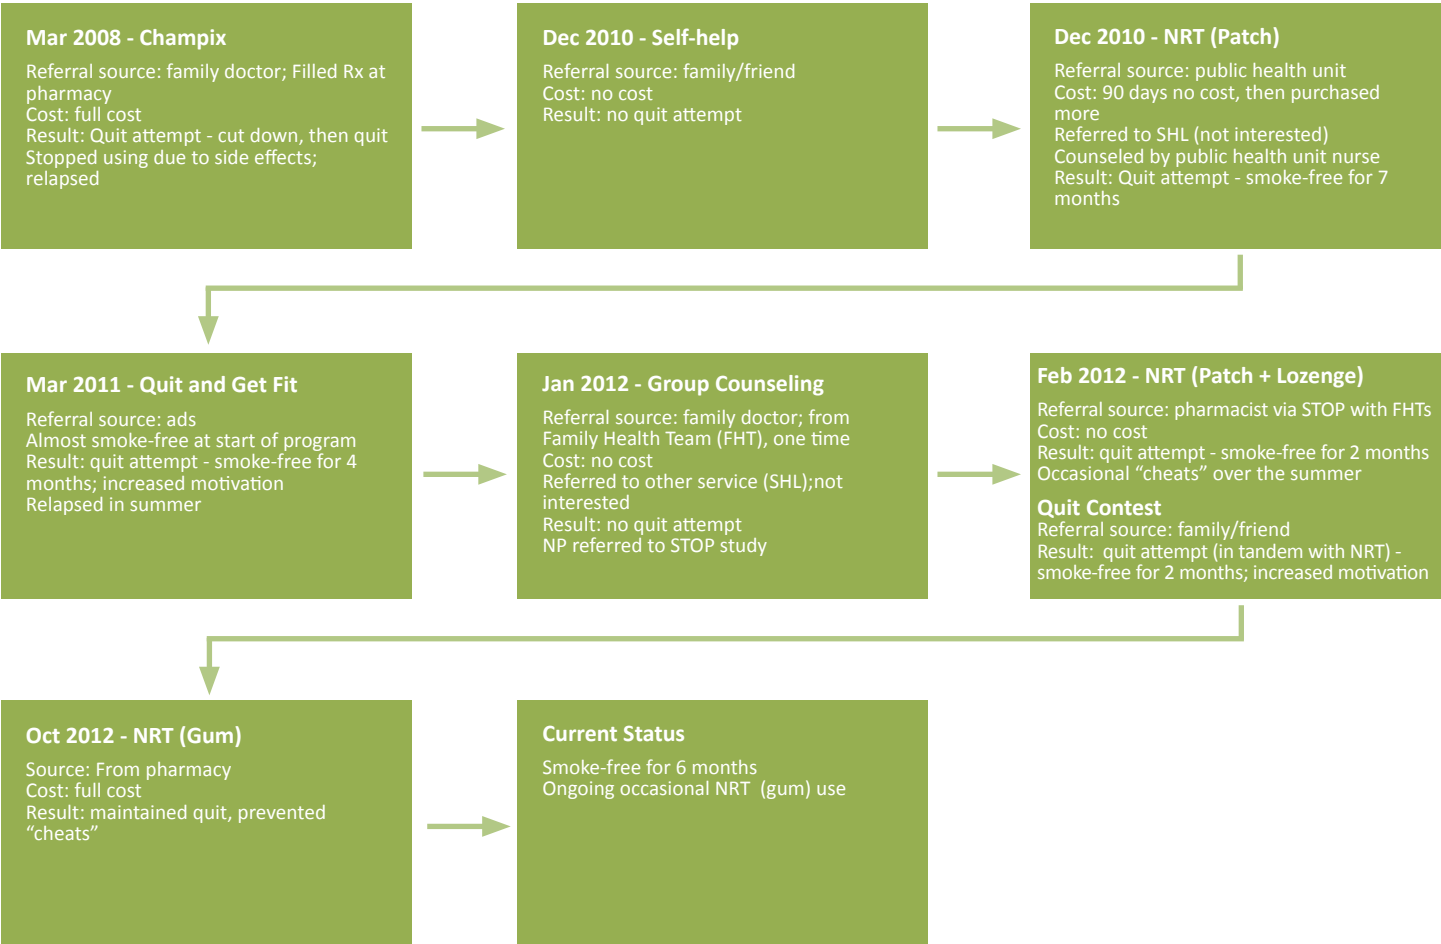 Mar 2008 - Champix
Referral source: family doctor; Filled Rx at
pharmacy
Cost: full cost
Result: Quit attempt - cut down, then quit
Stopped using due to side effects;
relapsed
Dec 2010 - Self-help
Referral source: family/friend
Cost: no cost
Result: no quit attempt
Dec 2010 - NRT (Patch)
Referral source: public health unit
Cost: 90 days no cost, then purchased
more
Referred to SHL (not interested)
Counseled by public health unit nurse
Result: Quit attempt - smoke-free for 7
months
Mar 2011 - Quit and Get Fit
Referral source: ads
Almost smoke-free at start of program
Result: quit attempt - smoke-free for 4
months; increased motivation
Relapsed in summer
Jan 2012 - Group Counseling
Referral source: family doctor; from
Family Health Team (FHT), one time
Cost: no cost
Referred to other service (SHL);not
interested
Result: no quit attempt
NP referred to STOP study
Feb 2012 - NRT (Patch + Lozenge)
Referral source: pharmacist via STOP with FHTs
Cost: no cost
Result: quit attempt - smoke-free for 2 months
Occasional “cheats” over the summer
Quit Contest
Referral source: family/friend
Result:  quit attempt (in tandem with NRT) -
smoke-free for 2 months; increased motivation
Oct 2012 - NRT (Gum)
Source: From pharmacy
Cost: full cost
Result: maintained quit, prevented
“cheats”
Current Status
Smoke-free for 6 months
Ongoing occasional NRT  (gum) use